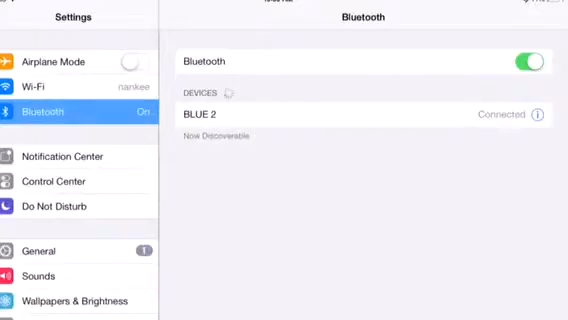 Settings
Bluetooth
Airplane Mode
Wi-Fi
nankee
Bluetooth
On
Notification Center
Control Center
Do Not Disturb
General
1
Sounds
Wallpapers & Brightness
Bluetooth
DEVICES
BLUE 2
Connected
Now Discoverable